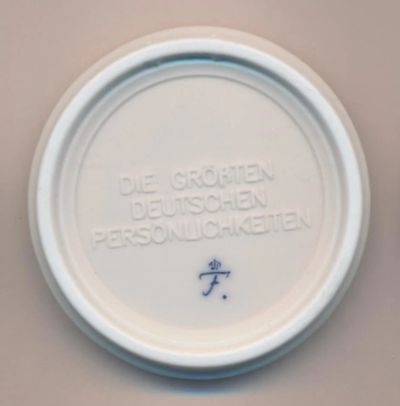 DIE GRÖßTEN
DEUTSCHEN
PERSÖNLICHKEITEN
F.